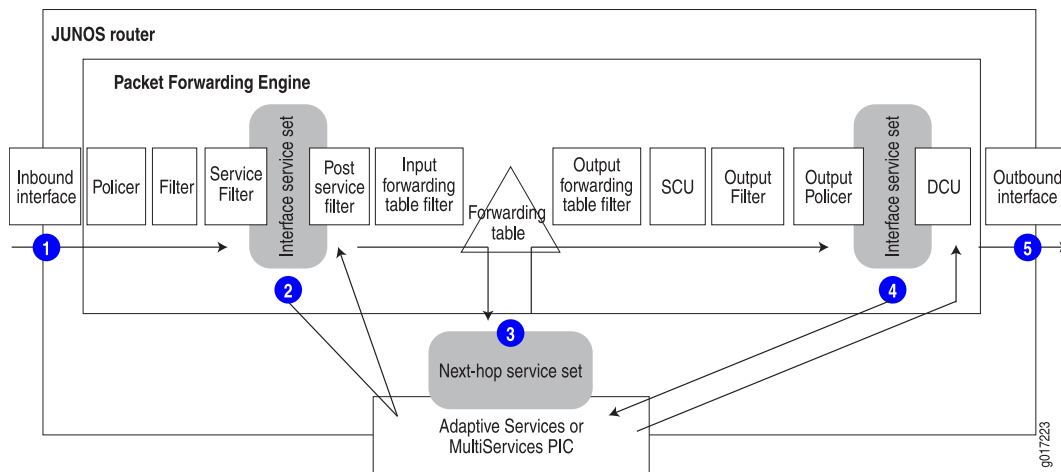 JUNOS router
Packet Forwarding Engine
Inbound
interface
Policer
Filter
Service
Filter
Interface service set
Post
service
filter
Input
forwarding
table filter
Forwarding
table
Output
forwarding
table filter
SCU
Output
Filter
Output
Policer
Interface service set
DCU
Outbound
interface
1
2
3
4
5
Next-hop service set
Adaptive Services or
MultiServices PIC
g017223